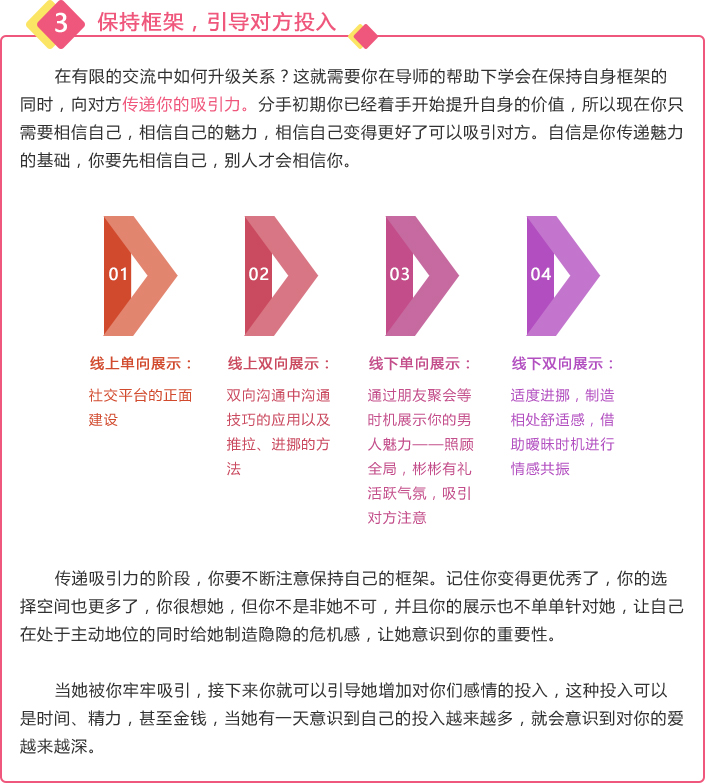 3 保持框架，引导对方投入
在有限的交流中如何升级关系？这就需要你在导师的帮助下学会在保持自身框架的
同时，向对方传递你的吸引力。分手初期你已经着手开始提升自身的价值，所以现在你只
需要相信自己，相信自己的魅力，相信自己变得更好了可以吸引对方。自信是你传递魅力
的基础，你要先相信自己，别人才会相信你。
01
线上单向展示：
社交平台的正面
建设
02
线上双向展示：
双向沟通中沟通
技巧的应用以及
推拉、进挪的方
法
03
线下单向展示：
通过朋友聚会等
时机展示你的男
人魅力——照顾
全局，彬彬有礼
活跃气氛，吸引
对方注意
04
线下双向展示：
适度进挪，制造
相处舒适感，借
助暧昧时机进行
情感共振
传递吸引力的阶段，你要不断注意保持自己的框架。记住你变得更优秀了，你的选
择空间也更多了，你很想她，但你不是非她不可，并且你的展示也不单单针对她，让自己
在处于主动地位的同时给她制造隐隐的危机感，让她意识到你的重要性。
当她被你牢牢吸引，接下来你就可以引导她增加对你们感情的投入，这种投入可以
是时间、精力，甚至金钱，当她有一天意识到自己的投入越来越多，就会意识到对你的爱
越来越深。